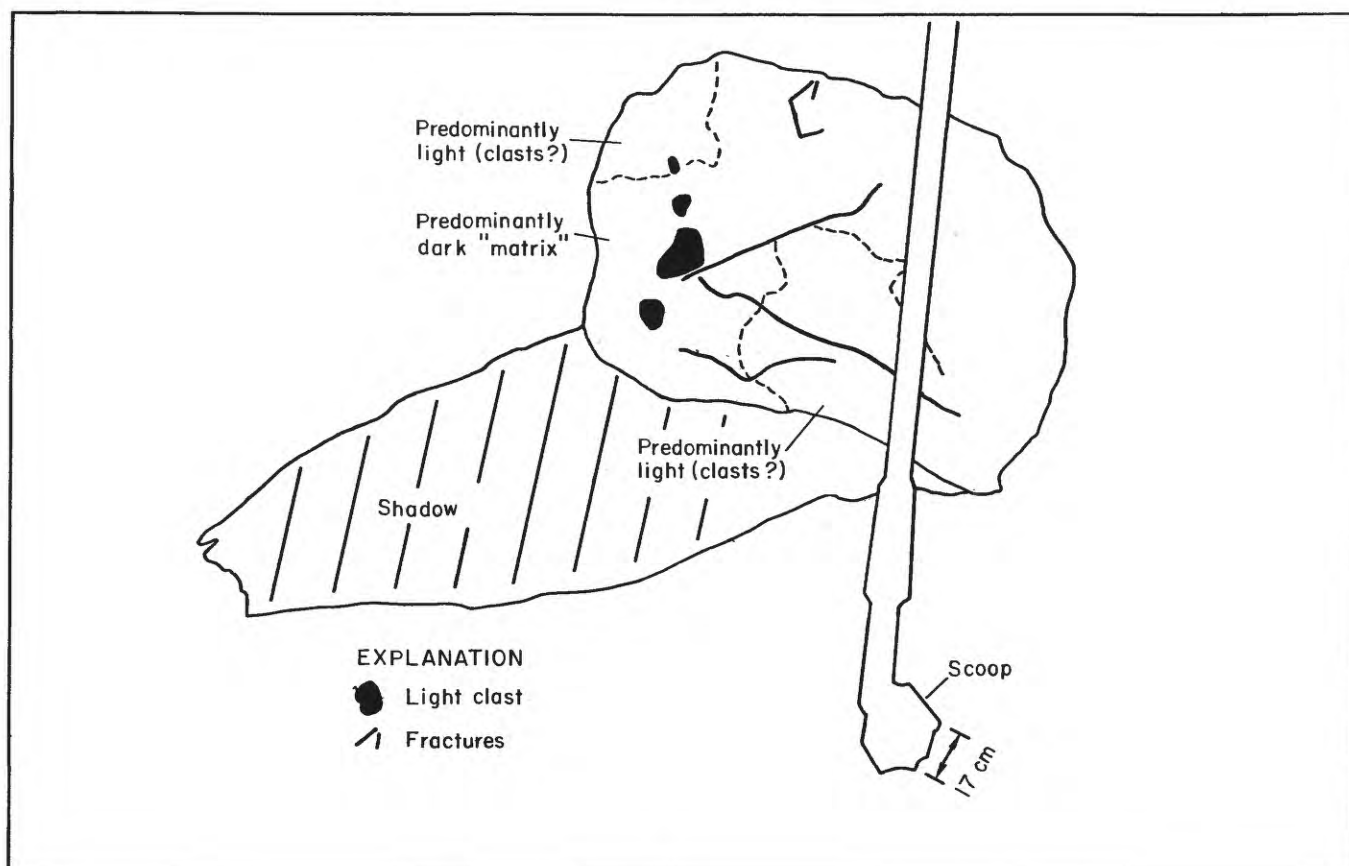 Predominantly
light (clasts?)
Predominantly
dark "matrix"
Predominantly
light (clasts?)
Shadow
EXPLANATION
Light clast
Fractures
Scoop
17 cm